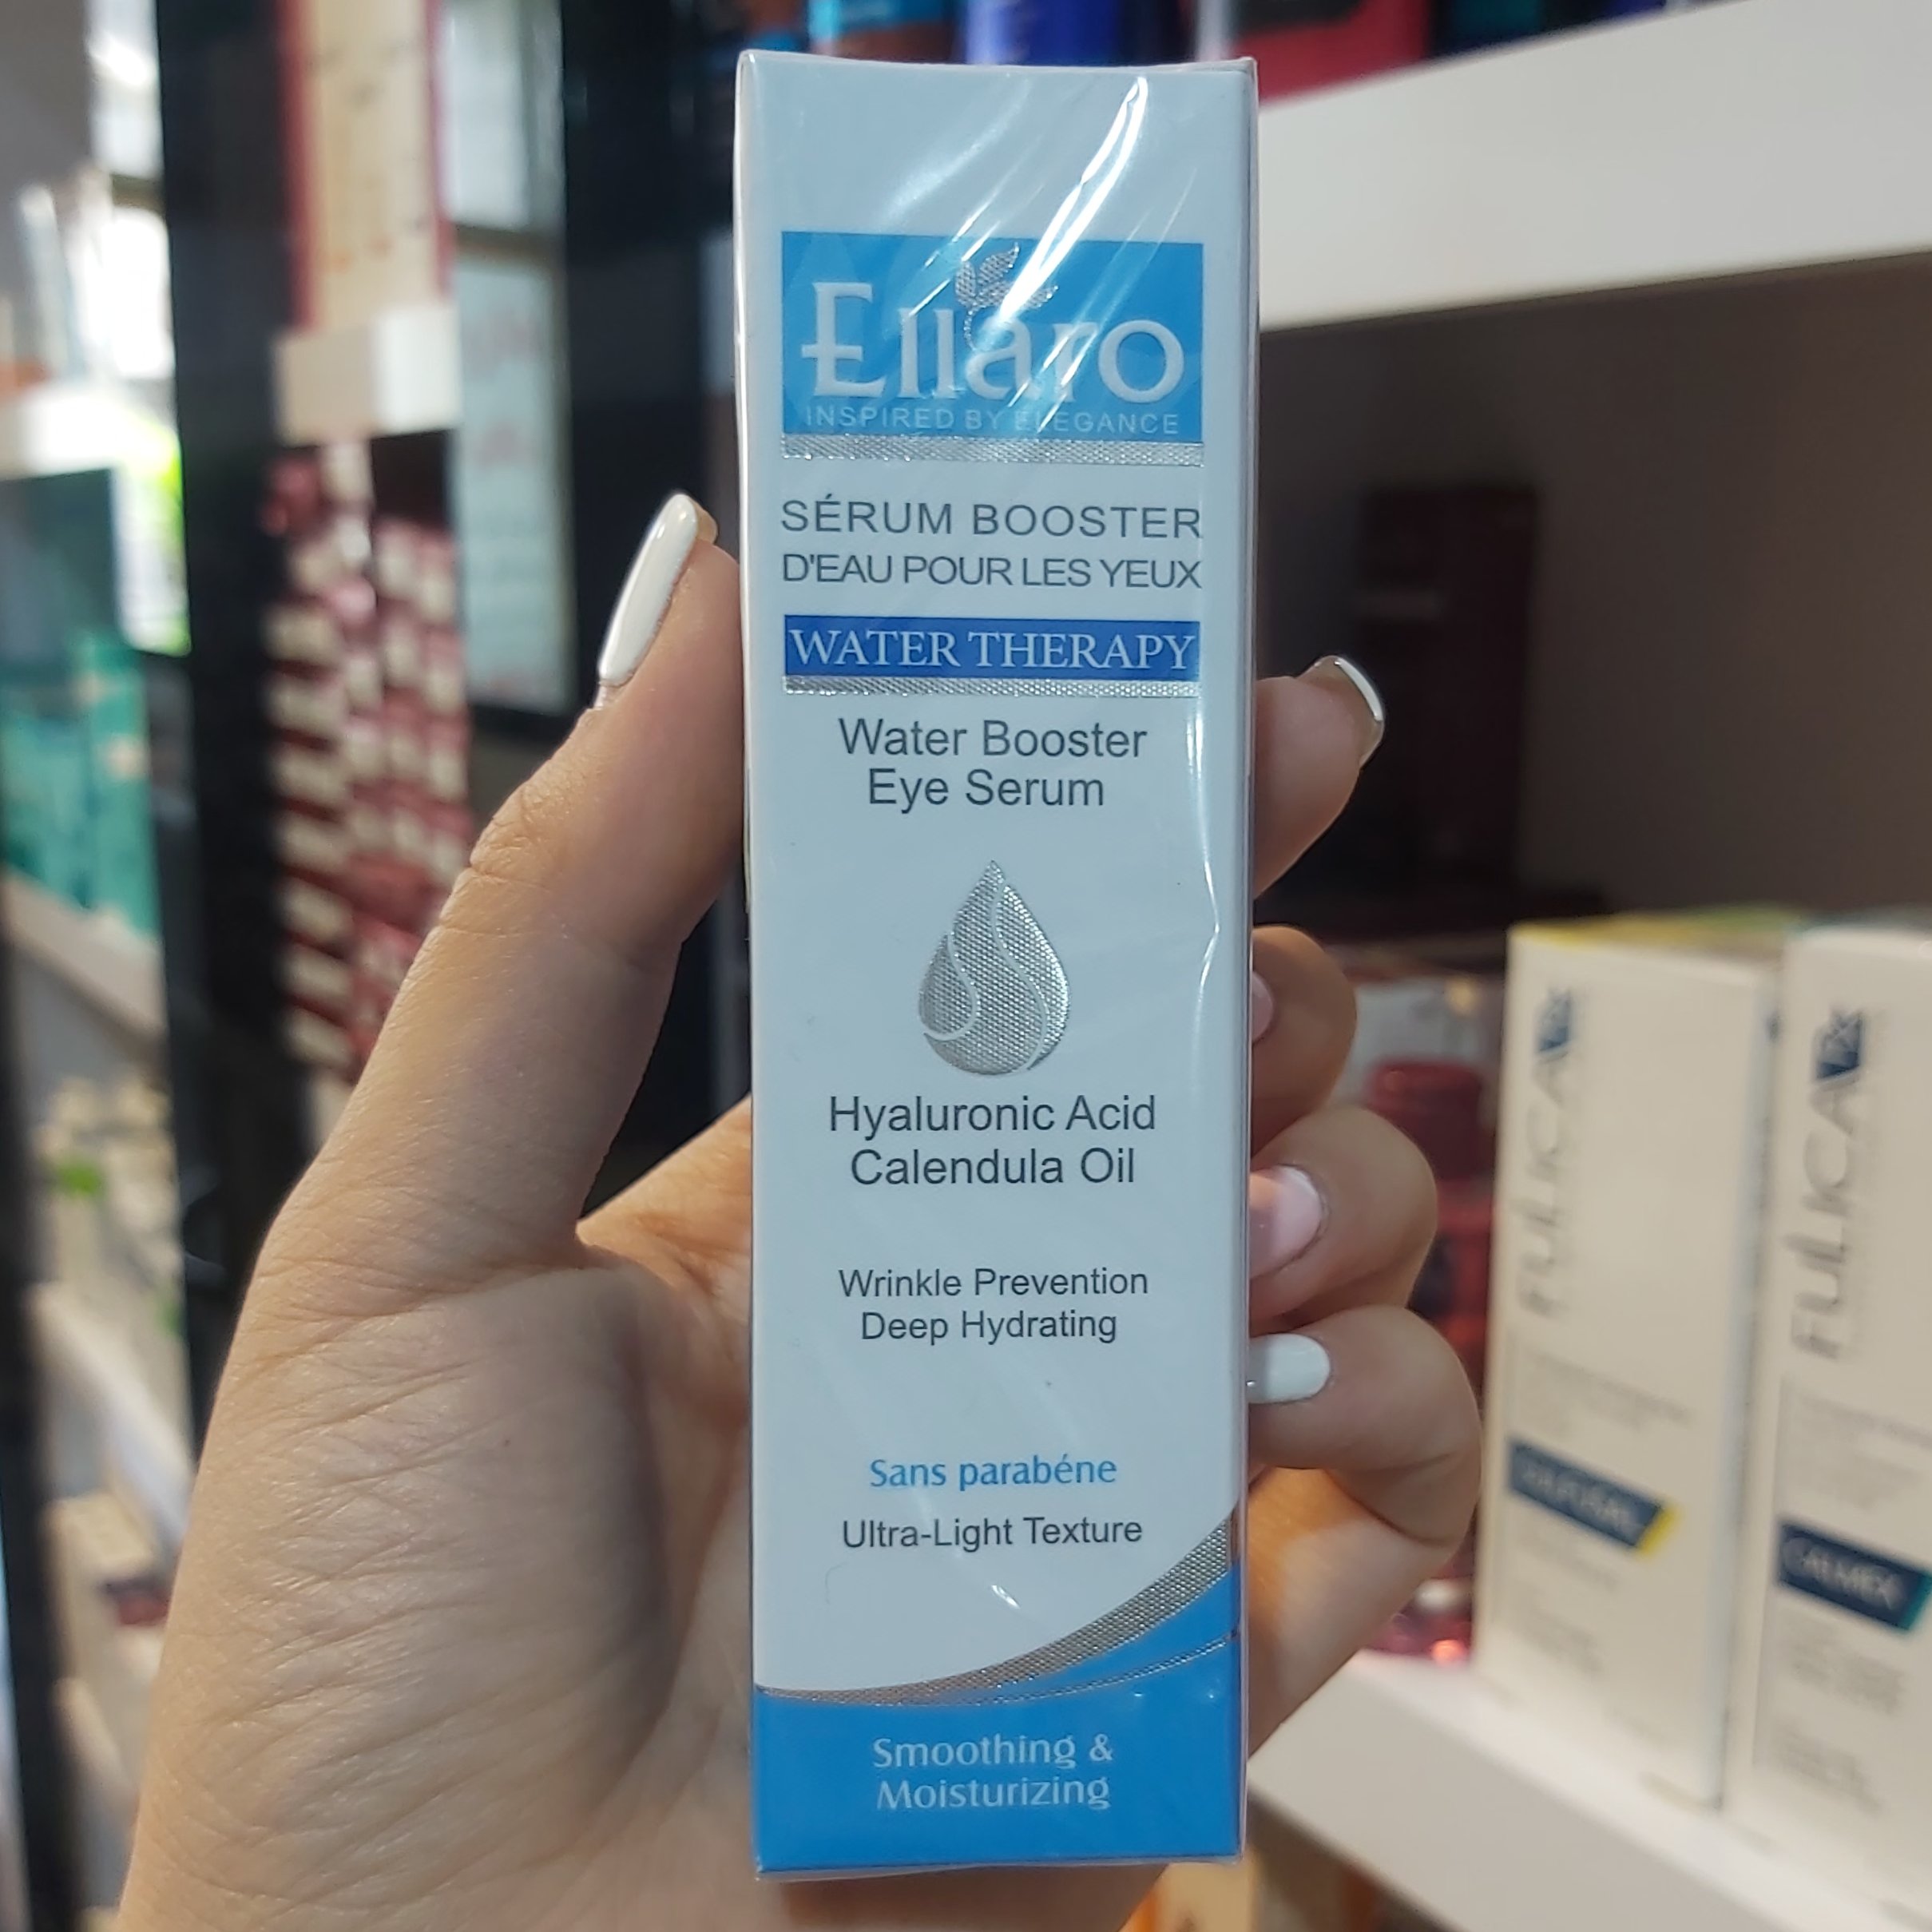 Ellaro
INSPIRED BY ELEGANCE
SÉRUM BOOSTER
D'EAU POUR LES YEUX
WATER THERAPY
Water Booster
Eye Serum
Hyaluronic Acid
Calendula Oil
Wrinkle Prevention
Deep Hydrating
Sans parabéne
Ultra-Light Texture
Smoothing &
Moisturizing
FULICA
FULICA